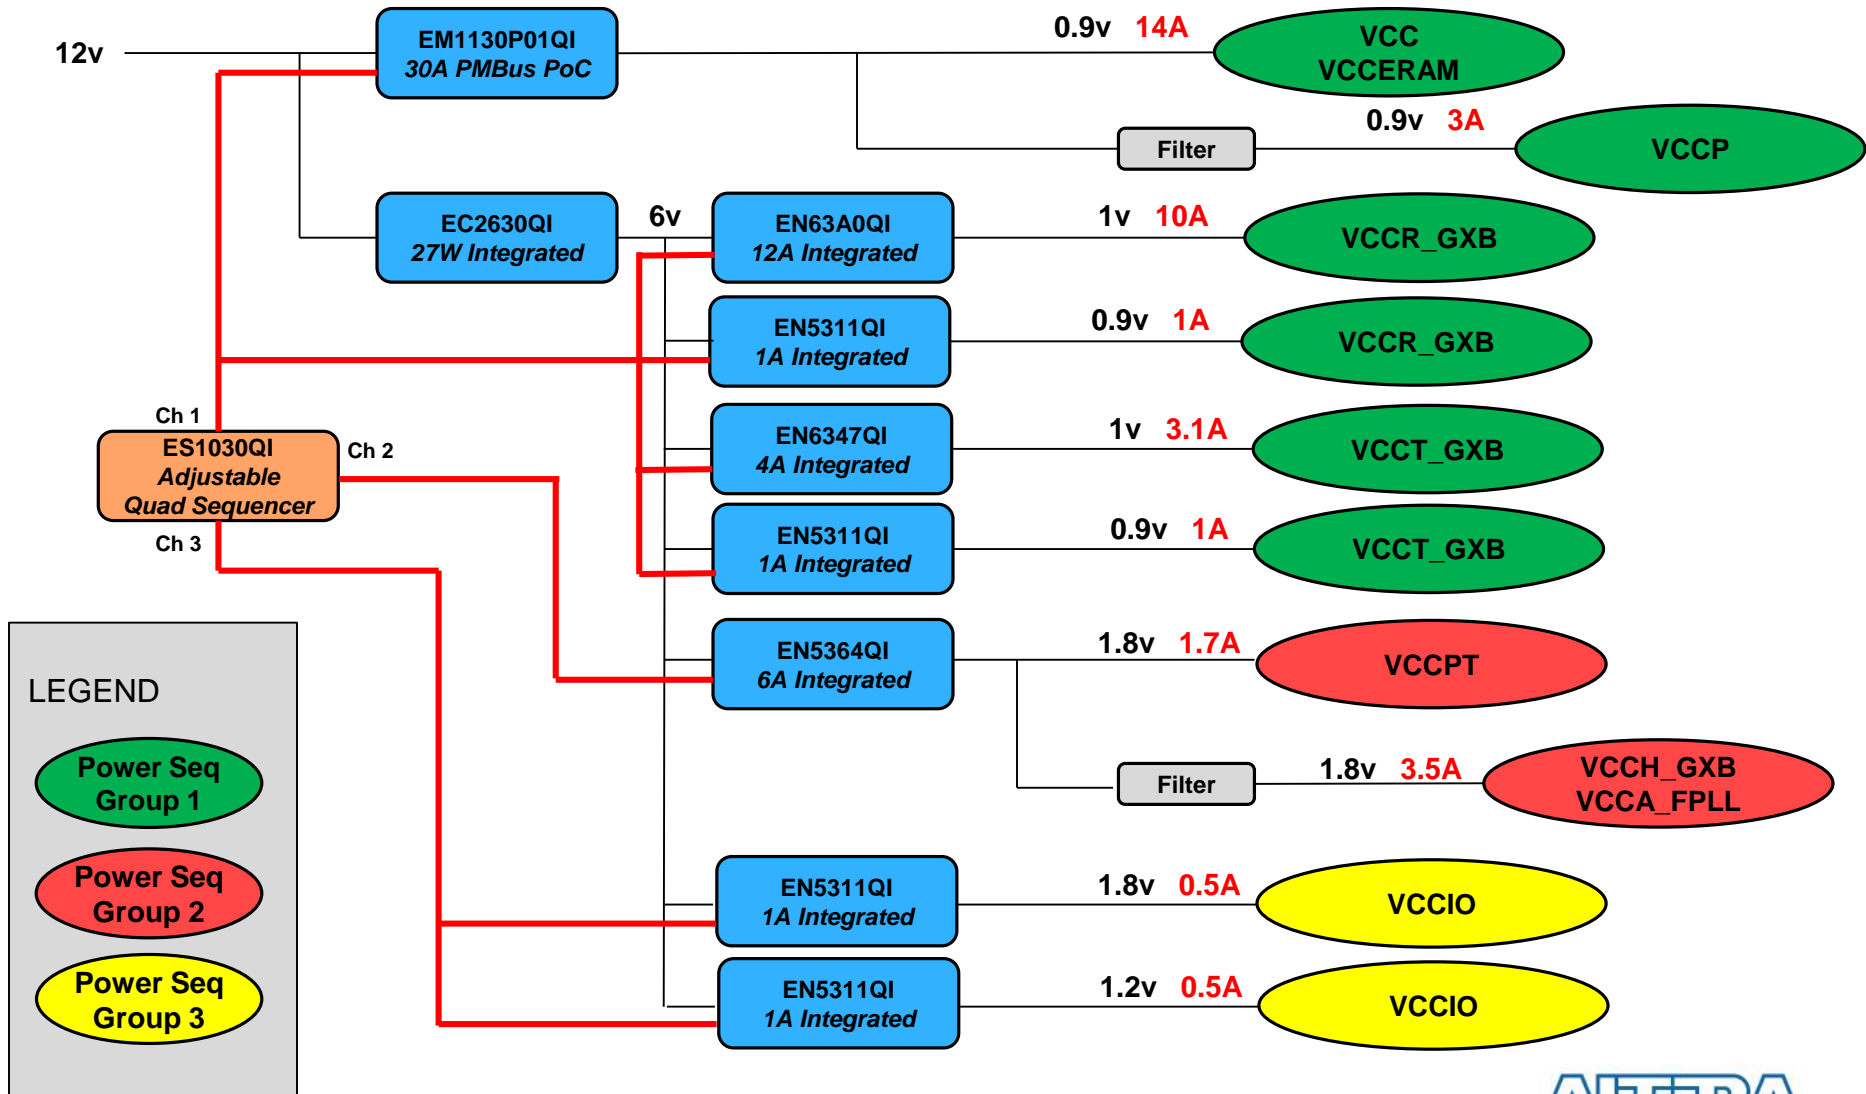 12v
EM1130P01QI
30A PMBus PoC
0.9v 14A
VCC
VCCERAM
0.9v 3A
Filter
VCCP
EC2630QI
27W Integrated
6v
EN63A0QI
12A Integrated
1v 10A
VCCR_GXB
EN5311QI
1A Integrated
0.9v 1A
VCCR_GXB
Ch 1
ES1030QI
Adjustable
Quad Sequencer
Ch 2
Ch 3
EN6347QI
4A Integrated
1v 3.1A
VCCT_GXB
EN5311QI
1A Integrated
0.9v 1A
VCCT_GXB
EN5364QI
6A Integrated
1.8v 1.7A
VCCPT
Filter
1.8v 3.5A
VCCH_GXB
VCCA_FPLL
EN5311QI
1A Integrated
1.8v 0.5A
VCCIO
EN5311QI
1A Integrated
1.2v 0.5A
VCCIO
LEGEND
Power Seq
Group 1
Power Seq
Group 2
Power Seq
Group 3